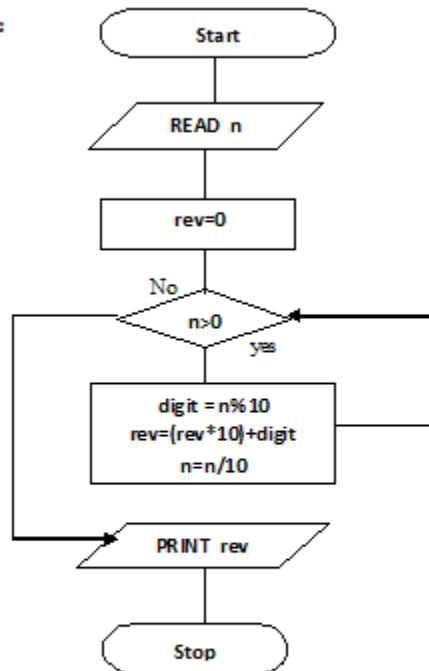 :
Start
READ n
rev=0
No
n>0
yes
digit = n%10
rev=(rev*10)+digit
n=n/10
PRINT rev
Stop